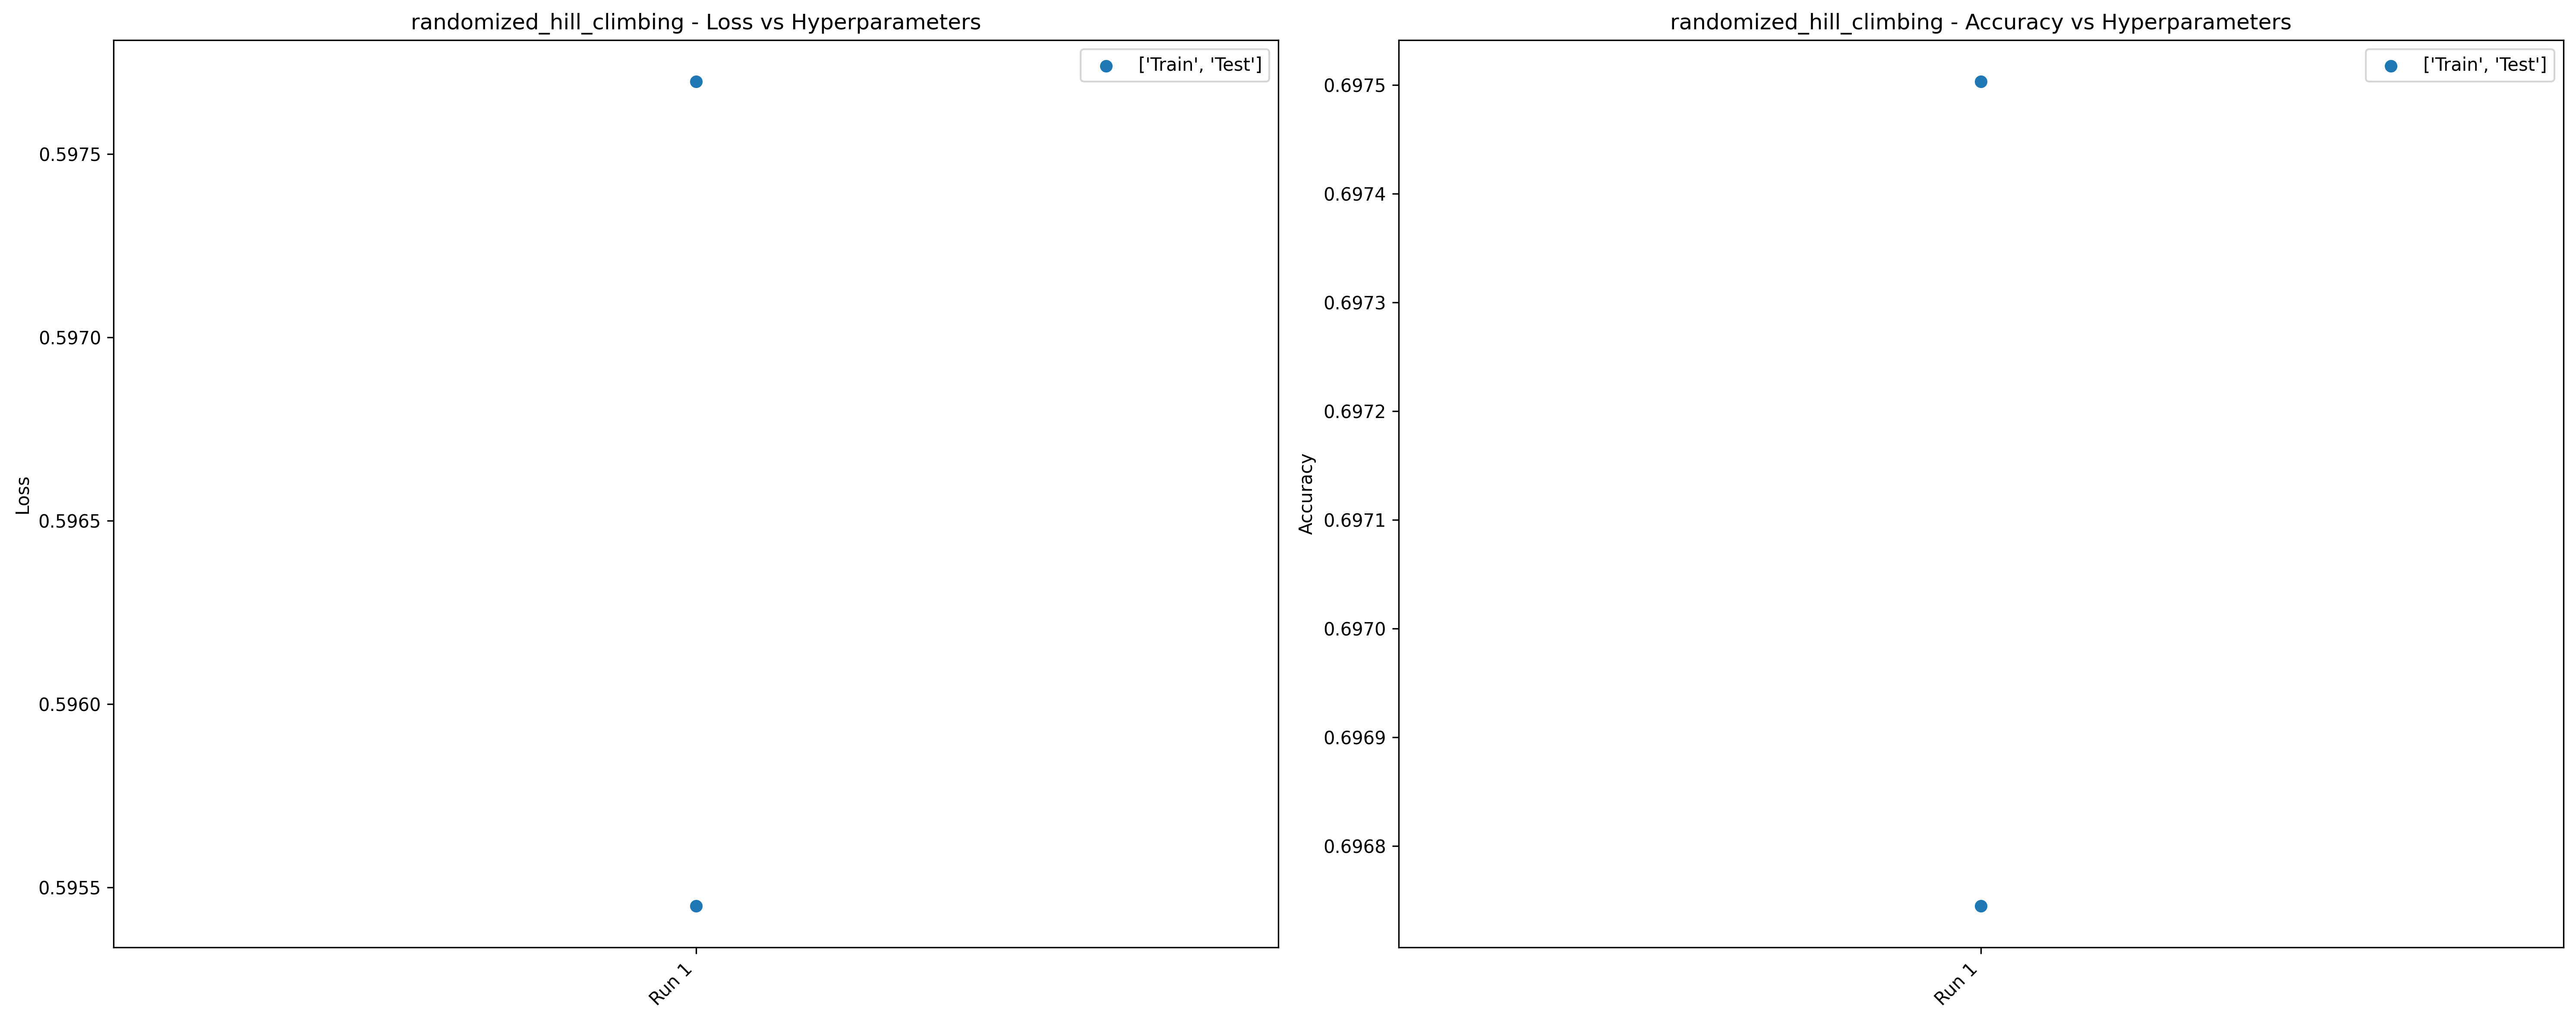 randomized_hill_climbing - Loss vs Hyperparameters
['Train', 'Test']
0.5975
0.5970
0.5965
0.5960
0.5955
Loss
Run 1
randomized_hill_climbing - Accuracy vs Hyperparameters
['Train', 'Test']
0.6975
0.6974
0.6973
0.6972
0.6971
0.6970
0.6969
0.6968
Accuracy
Run 1